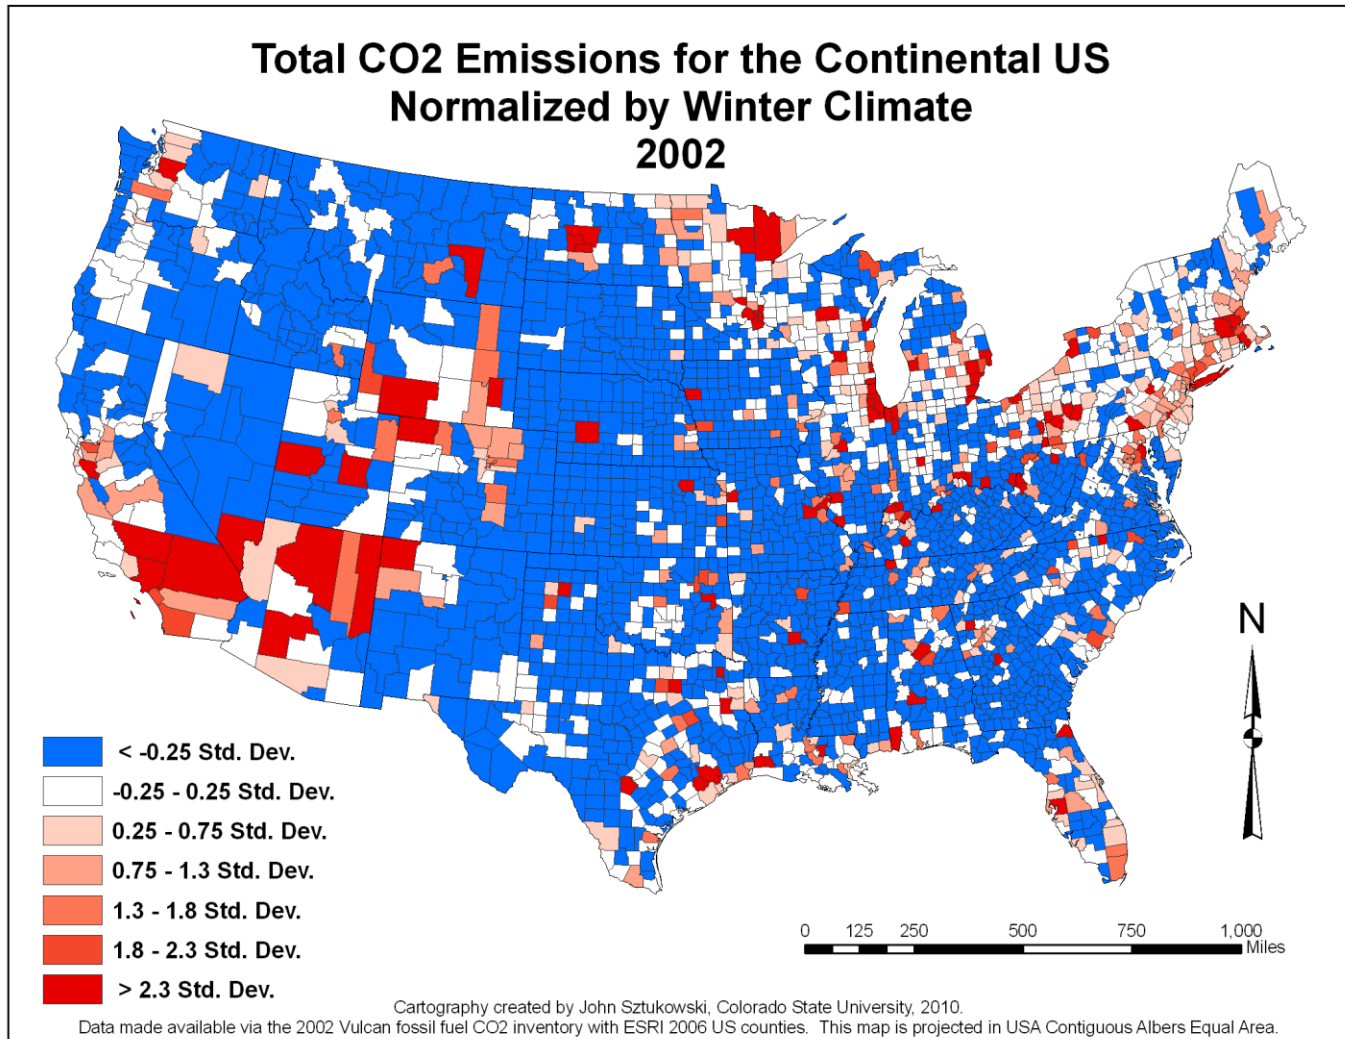 Total CO2 Emissions for the Continental US
Normalized by Winter Climate
2002
N
< -0.25 Std. Dev.
-0.25 - 0.25 Std. Dev.
0.25 - 0.75 Std. Dev.
0.75 - 1.3 Std. Dev.
1.3 - 1.8 Std. Dev.
1.8 - 2.3 Std. Dev.
> 2.3 Std. Dev.
0 125 250 500 750 1,000
Miles
Cartography created by John Sztukowski, Colorado State University, 2010.
Data made available via the 2002 Vulcan fossil fuel CO2 inventory with ESRI 2006 US counties. This map is projected in USA Contiguous Albers Equal Area.